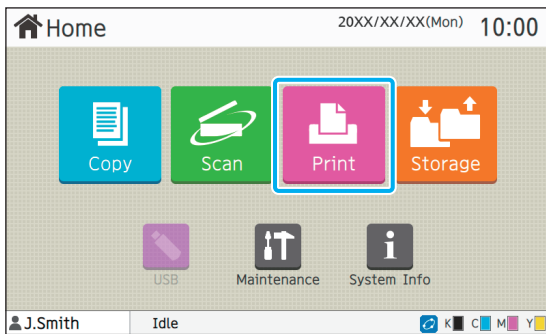 Home 20XX/XX/XX(Mon) 10:00
Copy Scan Print Storage
USB Maintenance System Info
J.Smith Idle K C M Y